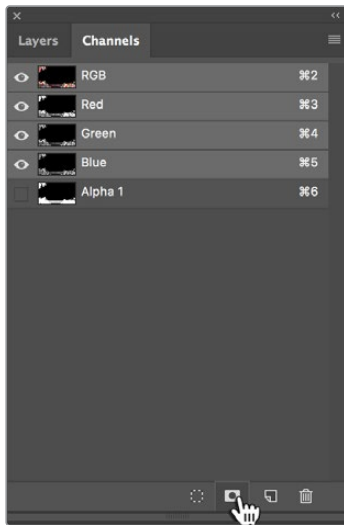 Layers Channels
RGB ⌘2
Red ⌘3
Green ⌘4
Blue ⌘5
Alpha 1 ⌘6